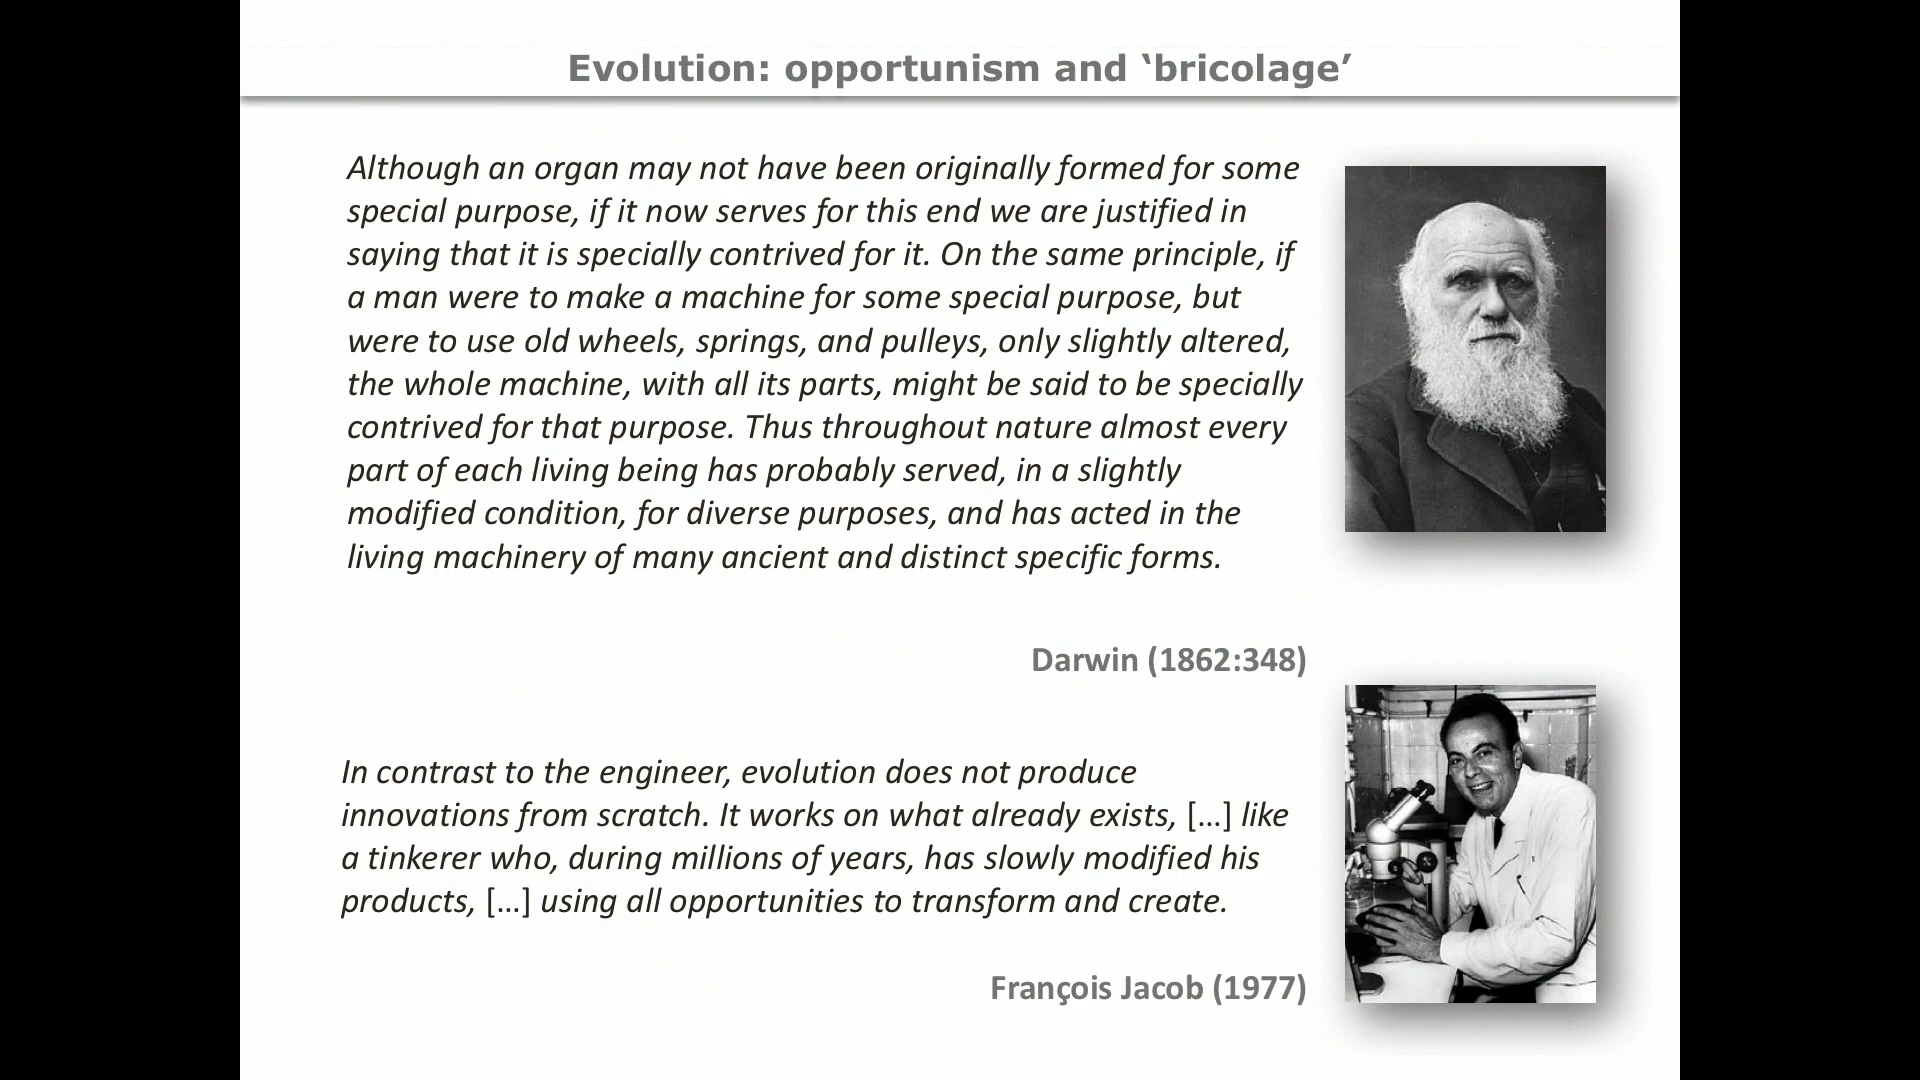 Evolution: opportunism and ‘bricolage’
Although an organ may not have been originally formed for some
special purpose, if it now serves for this end we are justified in
saying that it is specially contrived for it. On the same principle, if
a man were to make a machine for some special purpose, but
were to use old wheels, springs, and pulleys, only slightly altered,
the whole machine, with all its parts, might be said to be specially
contrived for that purpose. Thus throughout nature almost every
part of each living being has probably served, in a slightly
modified condition, for diverse purposes, and has acted in the
living machinery of many ancient and distinct specific forms.
Darwin (1862:348)
In contrast to the engineer, evolution does not produce
innovations from scratch. It works on what already exists, […] like
a tinkerer who, during millions of years, has slowly modified his
products, […] using all opportunities to transform and create.
François Jacob (1977)